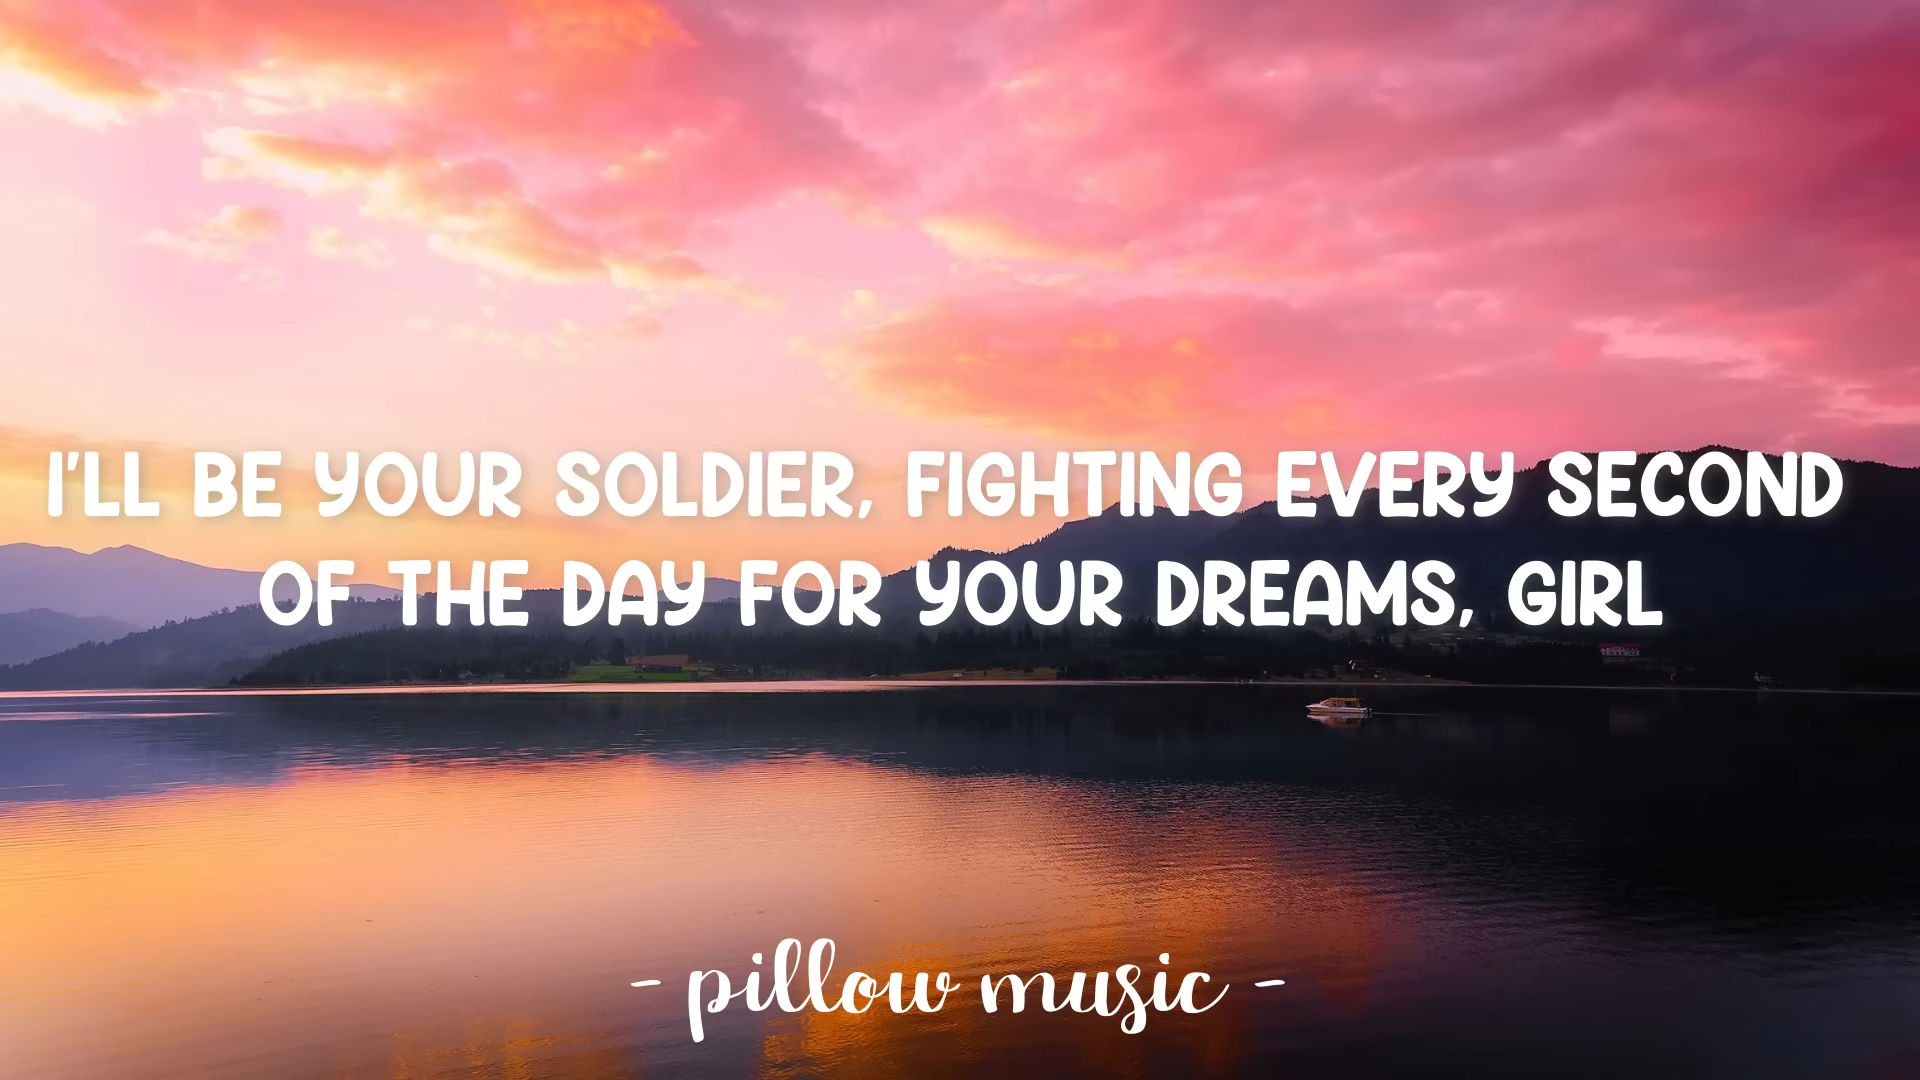 I'LL BE YOUR SOLDIER, FIGHTING EVERY SECOND
OF THE DAY FOR YOUR DREAMS, GIRL
- pillow music -